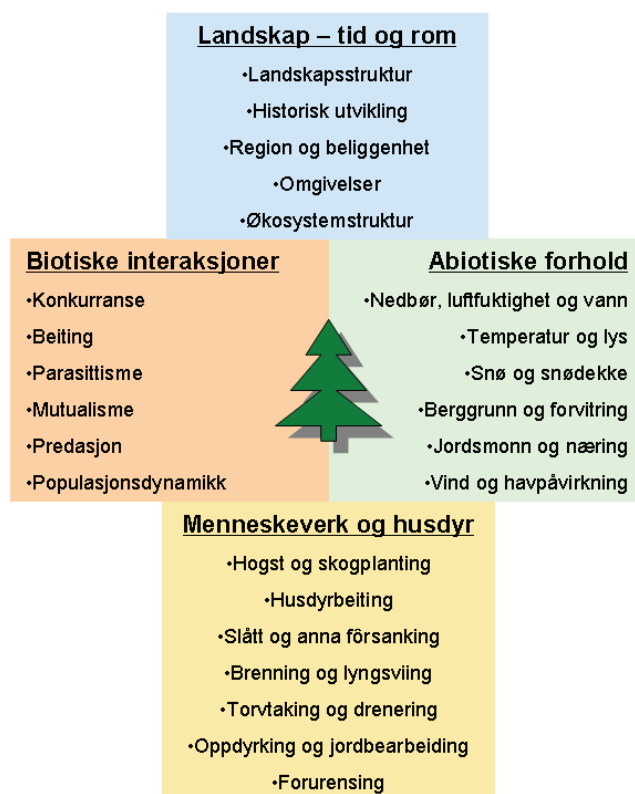 Landskap – tid og rom
•Landskapsstruktur
•Historisk utvikling
•Region og beliggenhet
•Omgivelser
•Økosystemstruktur
Biotiske interaksjoner
•Konkurranse
•Beiting
•Parasittisme
•Mutualisme
•Predasjon
•Populasjonsdynamikk
Abiotiske forhold
•Nedbør, luftfuktighet og vann
•Temperatur og lys
•Snø og snødekke
•Berggrunn og forvitring
•Jordsmonn og næring
•Vind og havpåvirkning
Menneskeverk og husdyr
•Hogst og skogplanting
•Husdyrbeiting
•Slått og anna fôrsanking
•Brenning og lyngsviing
•Torvtaking og drenering
•Oppdyrking og jordbearbeiding
•Forurensing